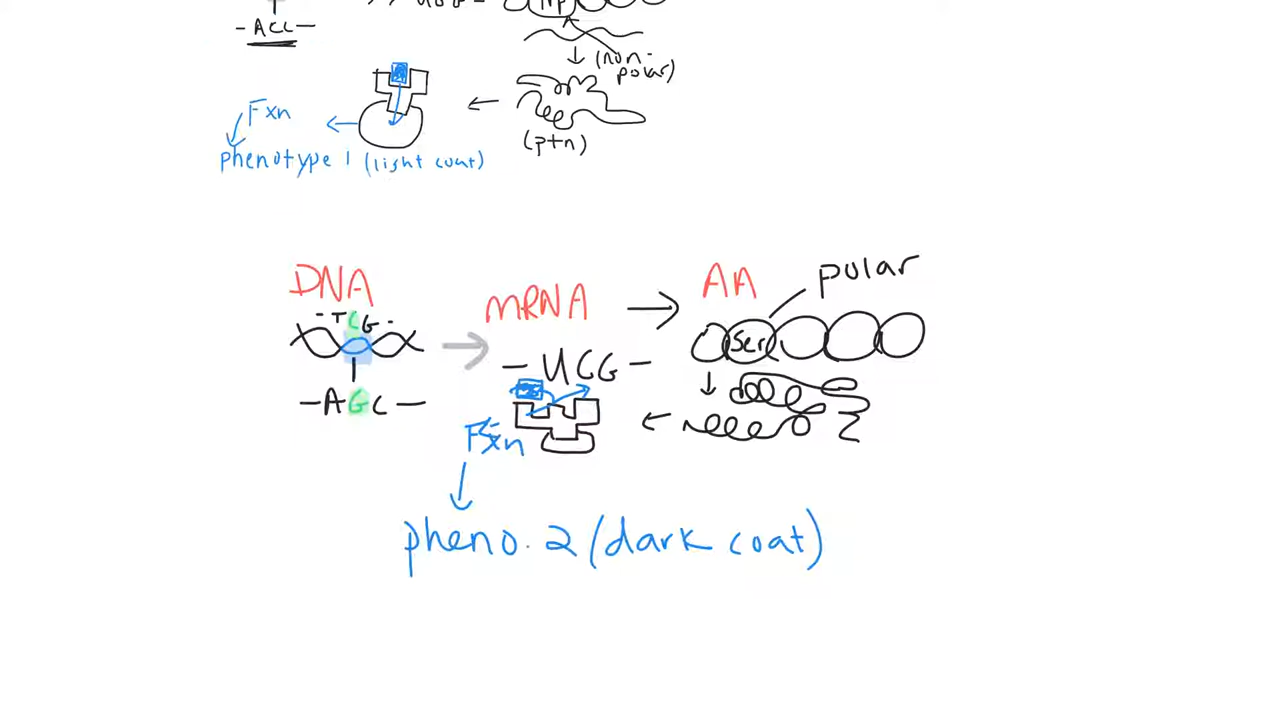 -ACC-
(non-
polar)
Fxn
(ptn)
phenotype 1 (light coat)
DNA
mRNA
AA
polar
-TCG-
Ser
-UCG-
-AGC-
Fxn
pheno. 2 (dark coat)